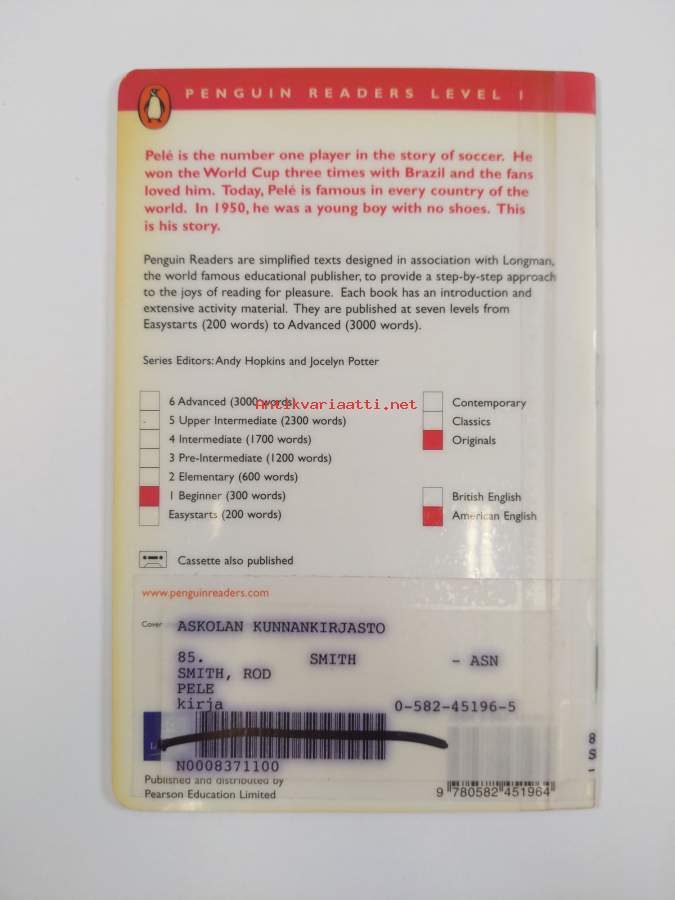 PENGUIN READERS LEVEL 1
Pelé is the number one player in the story of soccer. He
won the World Cup three times with Brazil and the fans
loved him. Today, Pelé is famous in every country of the
world. In 1950, he was a young boy with no shoes. This
is his story.
Penguin Readers are simplified texts designed in association with Longman,
the world famous educational publisher, to provide a step-by-step approach
to the joys of reading for pleasure. Each book has an introduction and
extensive activity material. They are published at seven levels from
Easystarts (200 words) to Advanced (3000 words).
Series Editors: Andy Hopkins and Jocelyn Potter
6 Advanced (3000 words)
5 Upper Intermediate (2300 words)
4 Intermediate (1700 words)
3 Pre-Intermediate (1200 words)
2 Elementary (600 words)
1 Beginner (300 words)
Easystarts (200 words)
Contemporary
Classics
Originals
British English
American English
Antikvariaatti.net
Cassette also published
www.penguinreaders.com
Cover
ASKOLAN KUNNANKIRJASTO
85. SMITH - ASN
SMITH, ROD
PELE
kirja 0-582-45196-5
N0008371100
Published and distributed by
Pearson Education Limited
9 780582 451964
8
S
-